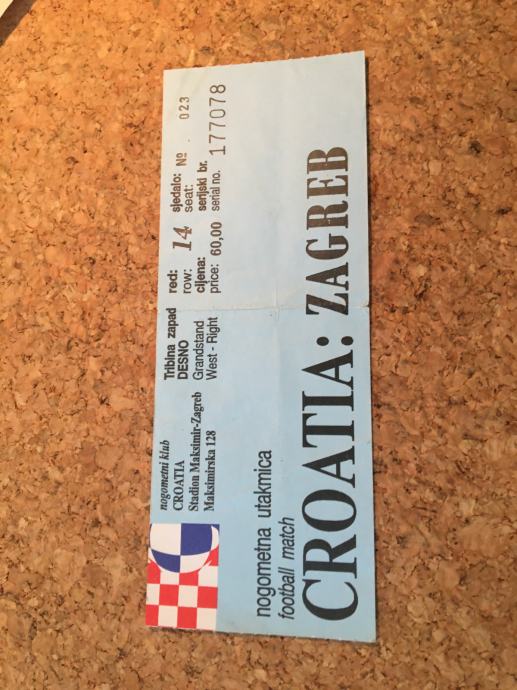 nogometni klub
CROATIA
Stadion Maksimir-Zagreb
Maksimirska 128
Tribina zapad
DESNO
Grandstand
West - Right
red:
row: 14
sjedalo: Nº
seat: 023
cijena:
price: 60,00
serijski br.
serial no. 177078
nogometna utakmica
football match
CROATIA: ZAGREB